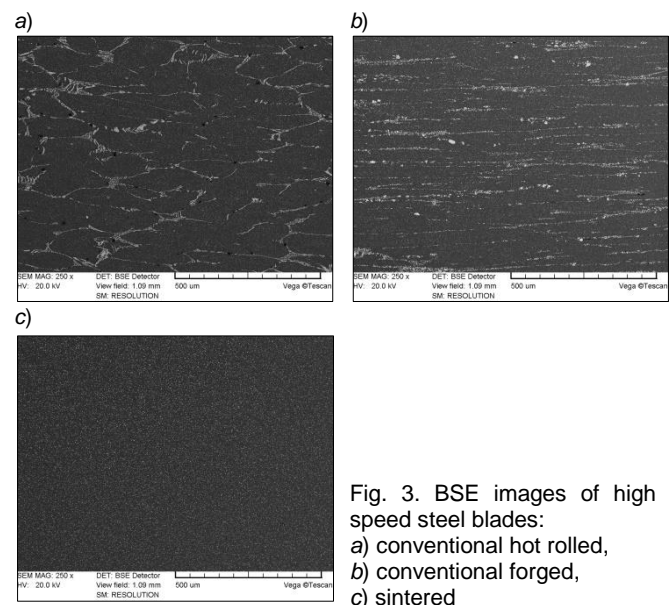 a)
b)
SEM MAG: 250 x DET: BSE Detector
HV: 20.0 kV View field: 1.09 mm 500 um Vega ©Tescan
SM: RESOLUTION
SEM MAG: 250 x DET: BSE Detector
HV: 20.0 kV View field: 1.09 mm 500 um Vega ©Tescan
SM: RESOLUTION
c)
SEM MAG: 250 x DET: BSE Detector
HV: 20.0 kV View field: 1.09 mm 500 um Vega ©Tescan
SM: RESOLUTION
Fig. 3. BSE images of high
speed steel blades:
a) conventional hot rolled,
b) conventional forged,
c) sintered